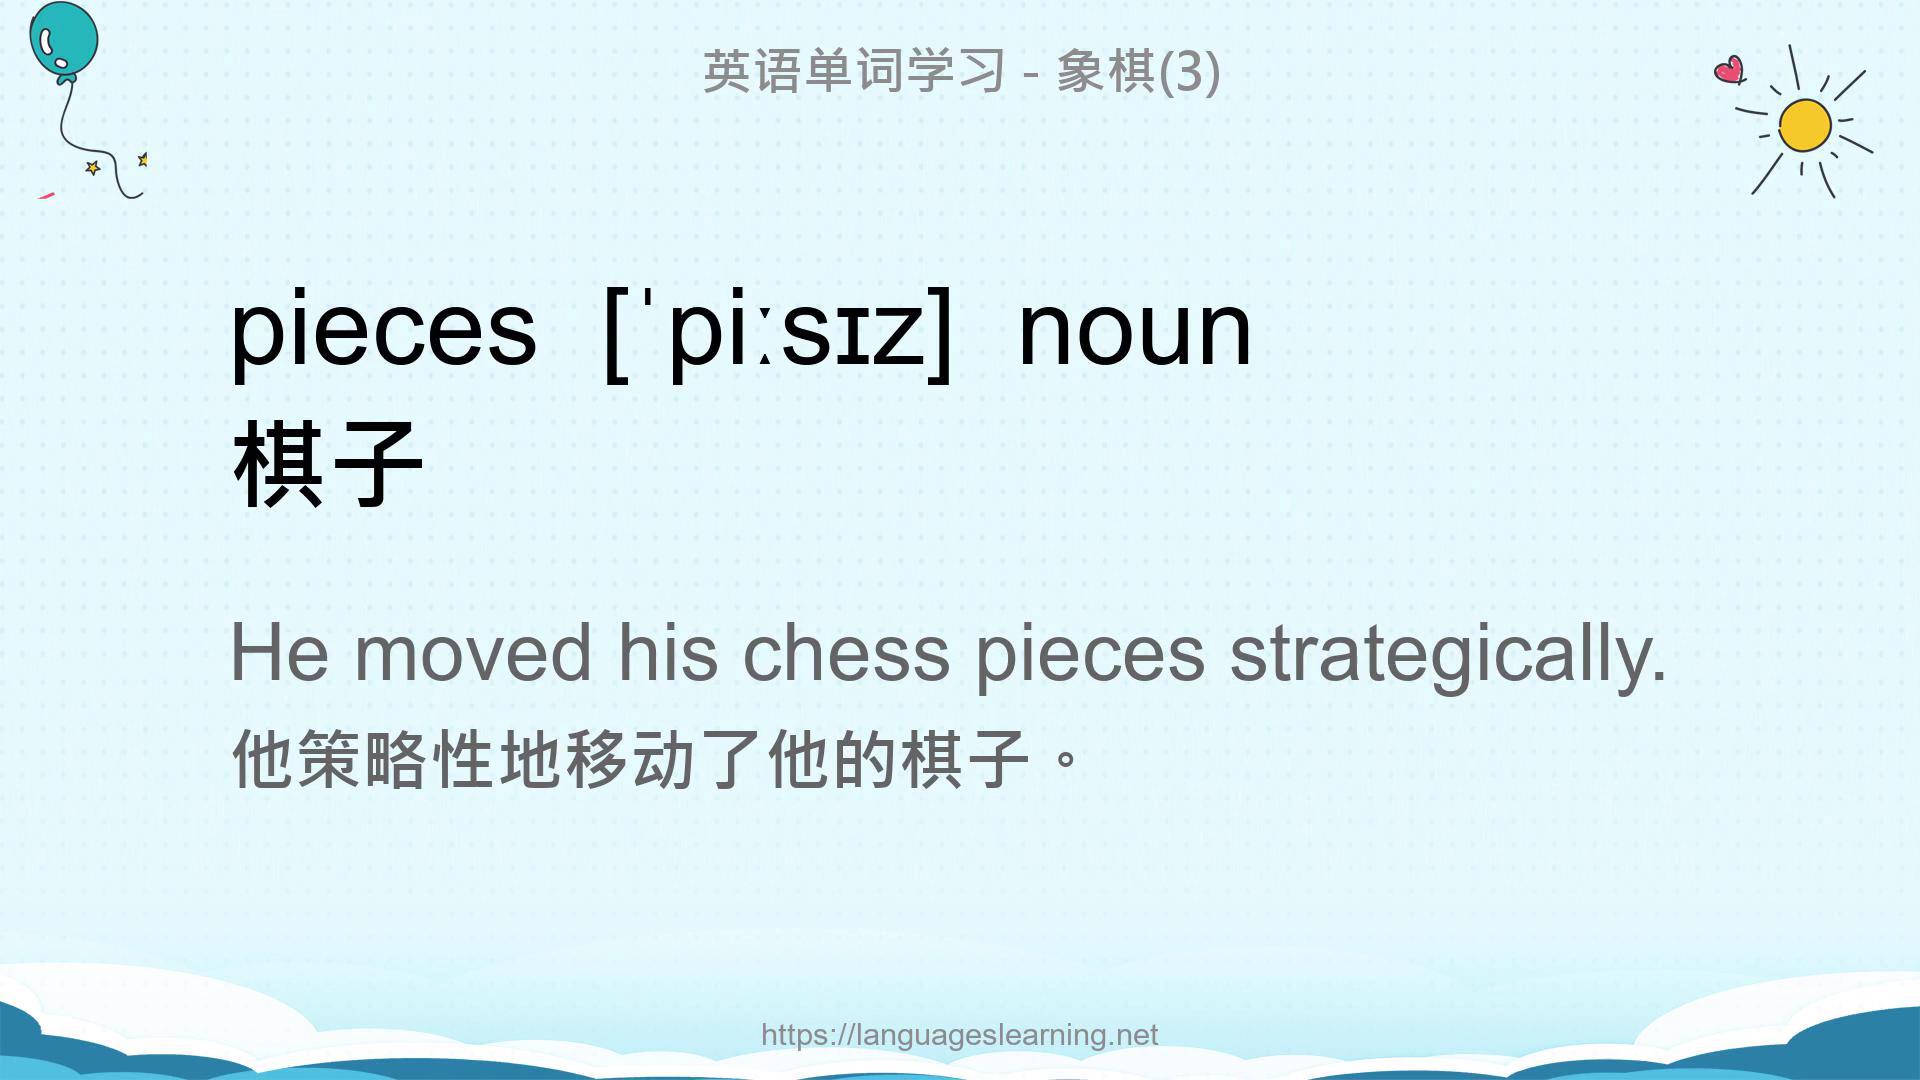 英语单词学习 - 象棋(3)
pieces [ˈpiːsɪz] noun
棋子
He moved his chess pieces strategically.
他策略性地移动了他的棋子。
https://languageslearning.net